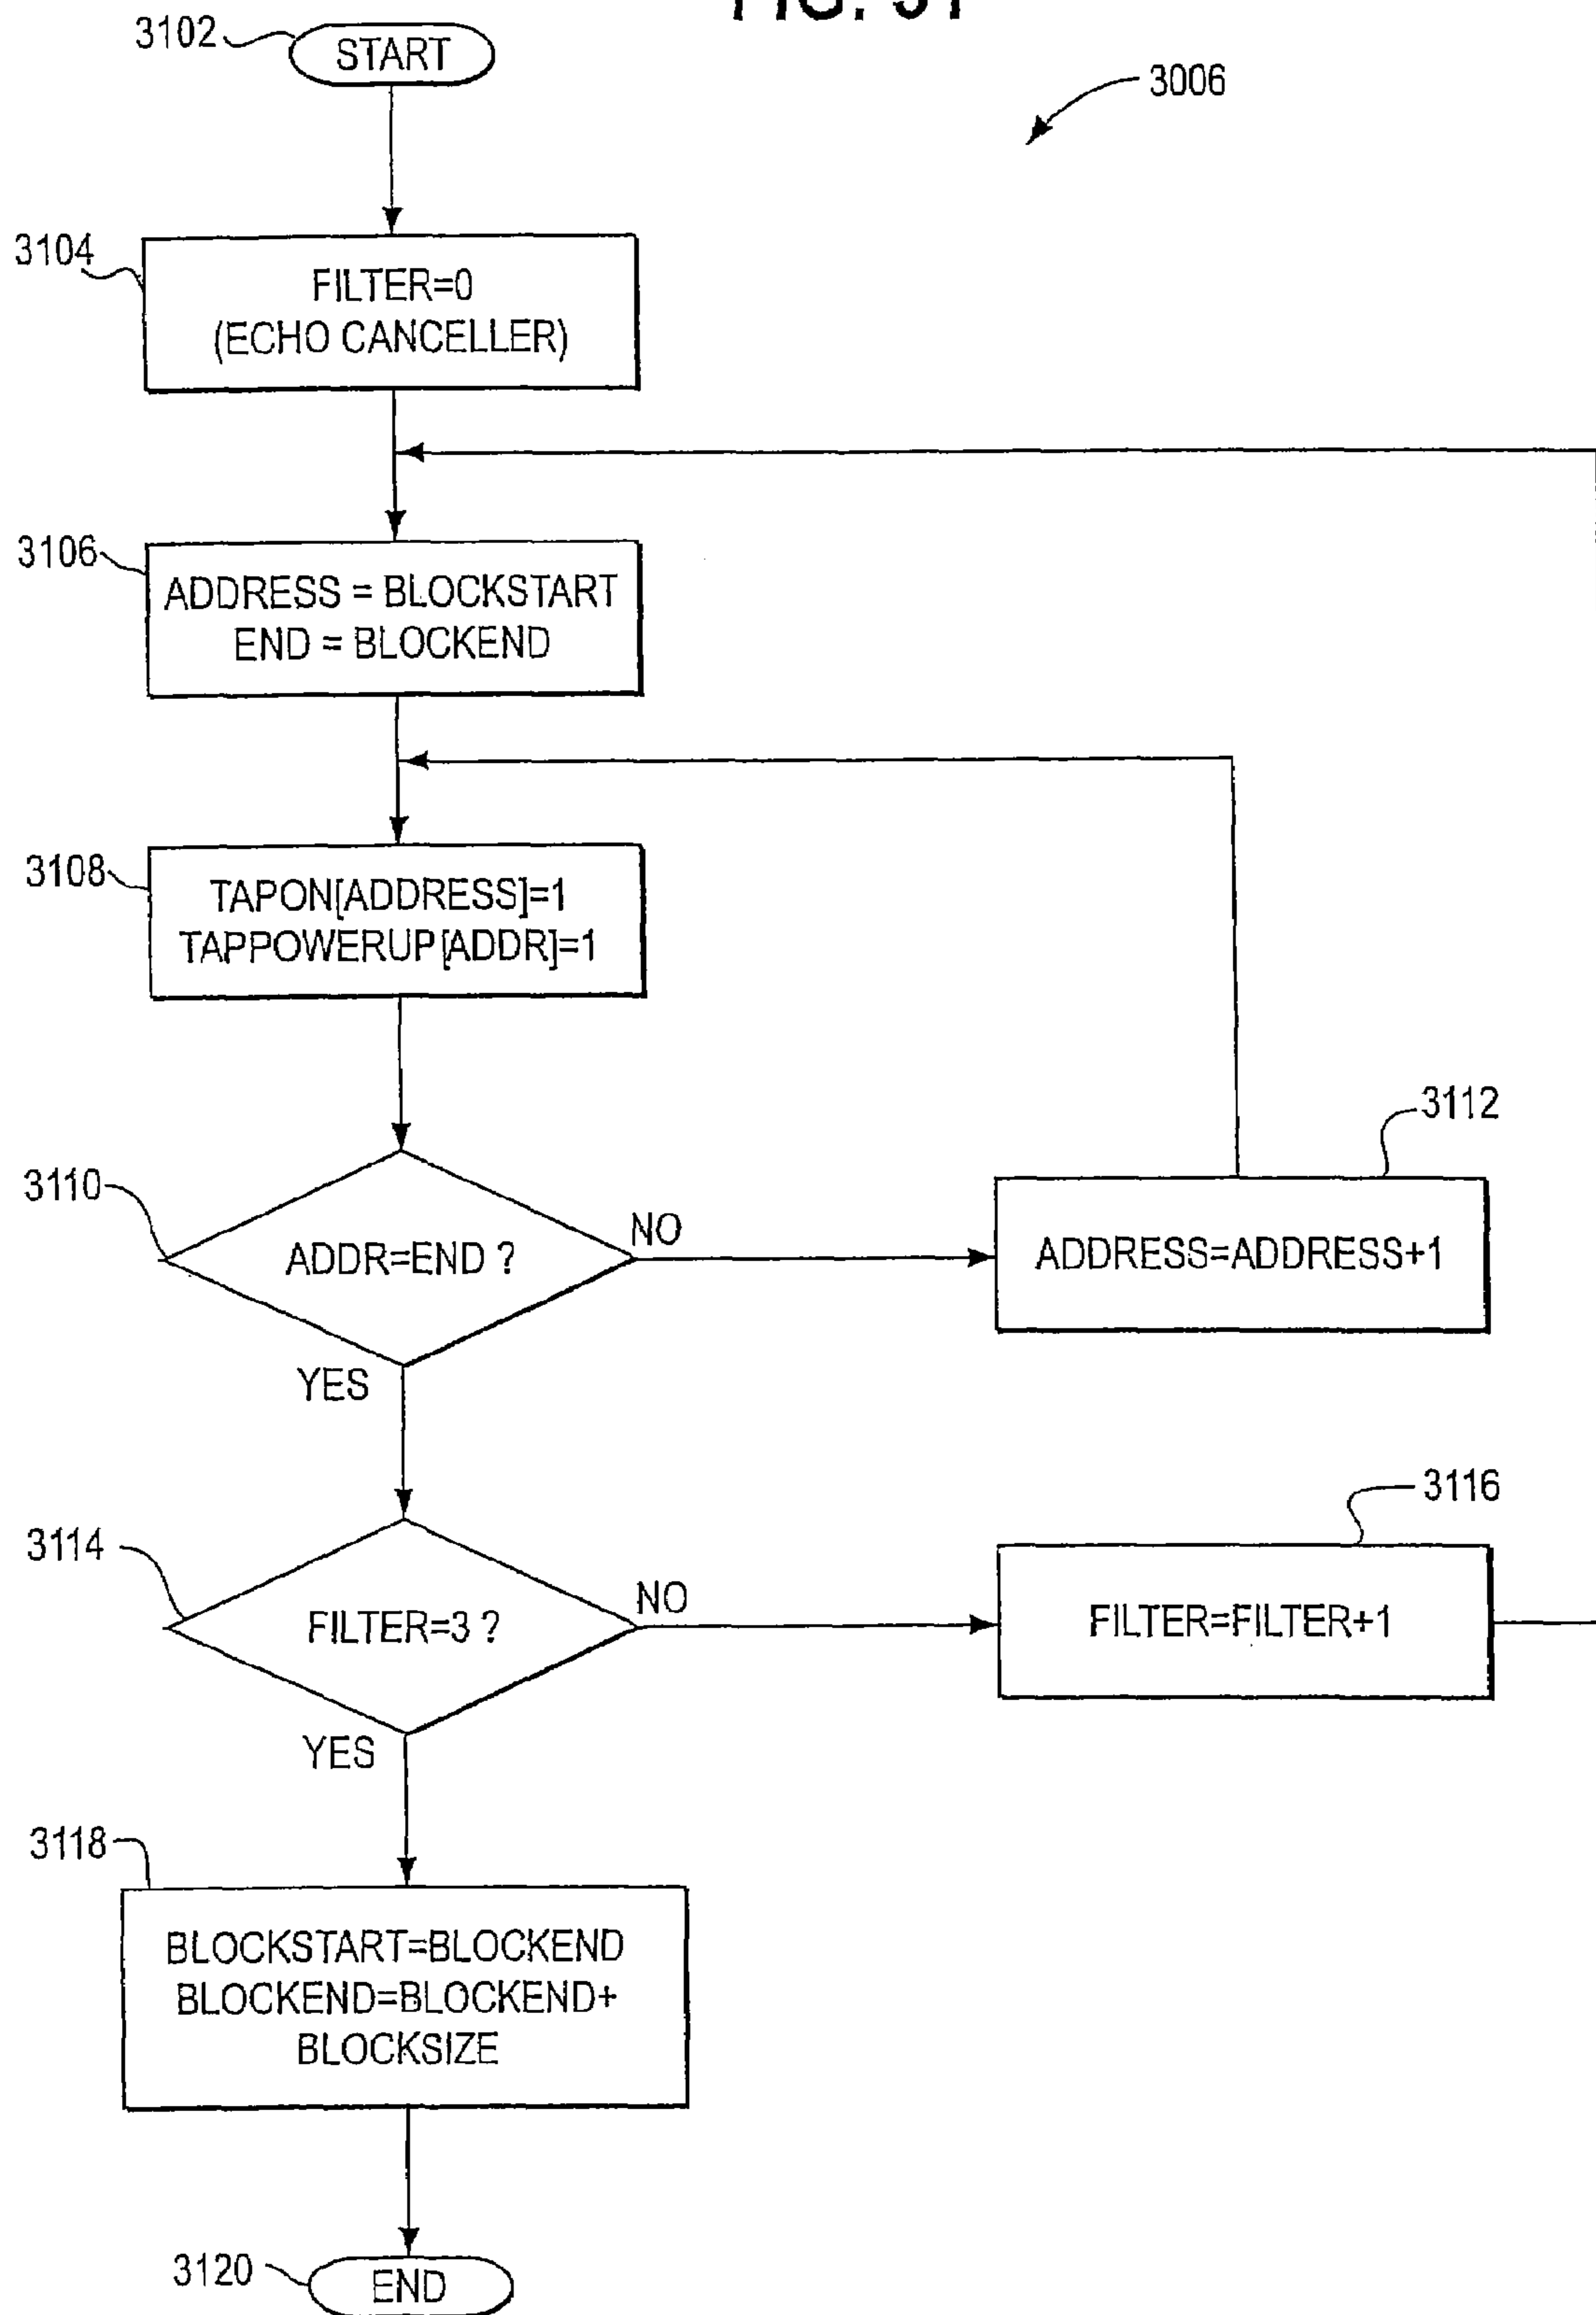 FIG. 31
3102
START
3006
3104
FILTER=0
(ECHO CANCELLER)
3106
ADDRESS = BLOCKSTART
END = BLOCKEND
3108
TAPON[ADDRESS]=1
TAPPOWERUP[ADDR]=1
3110
ADDR=END ?
NO
YES
3112
ADDRESS=ADDRESS+1
3114
FILTER=3 ?
NO
YES
3116
FILTER=FILTER+1
3118
BLOCKSTART=BLOCKEND
BLOCKEND=BLOCKEND+
BLOCKSIZE
3120
END